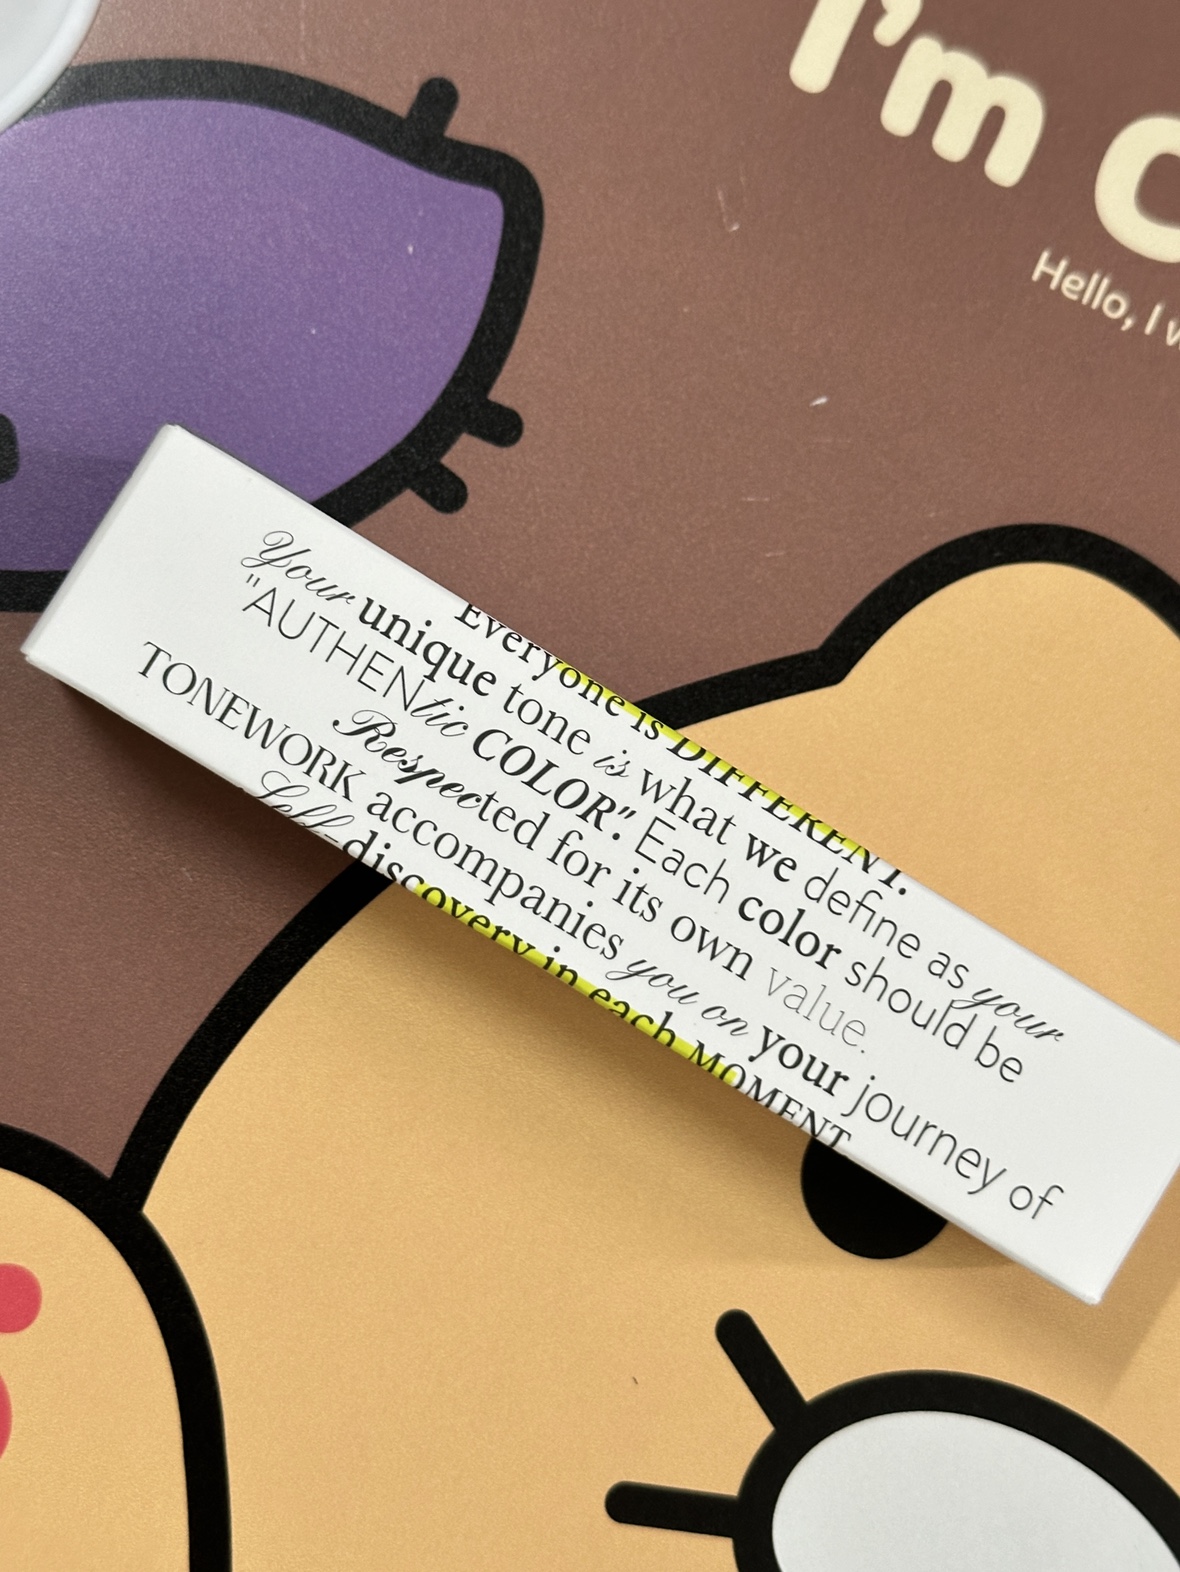 I'm
Hello, I
Everyone is DIFFERENT.
Your unique tone is what we define as your
"AUTHENtic COLOR". Each color should be
Respected for its own value.
TONEWORK accompanies you on your journey of
Self-discovery in each MOMENT